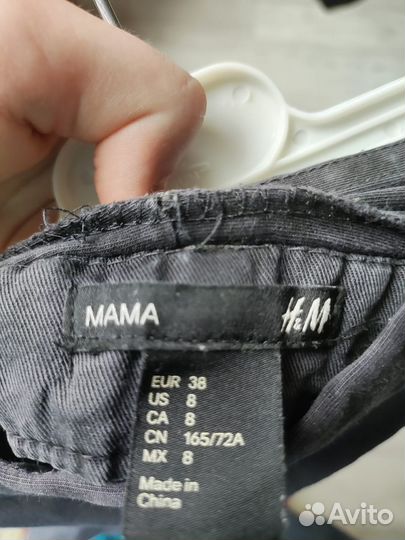 MAMA H&M
EUR 38
US 8
CA 8
CN 165/72A
MX 8
Made in
China
Avito